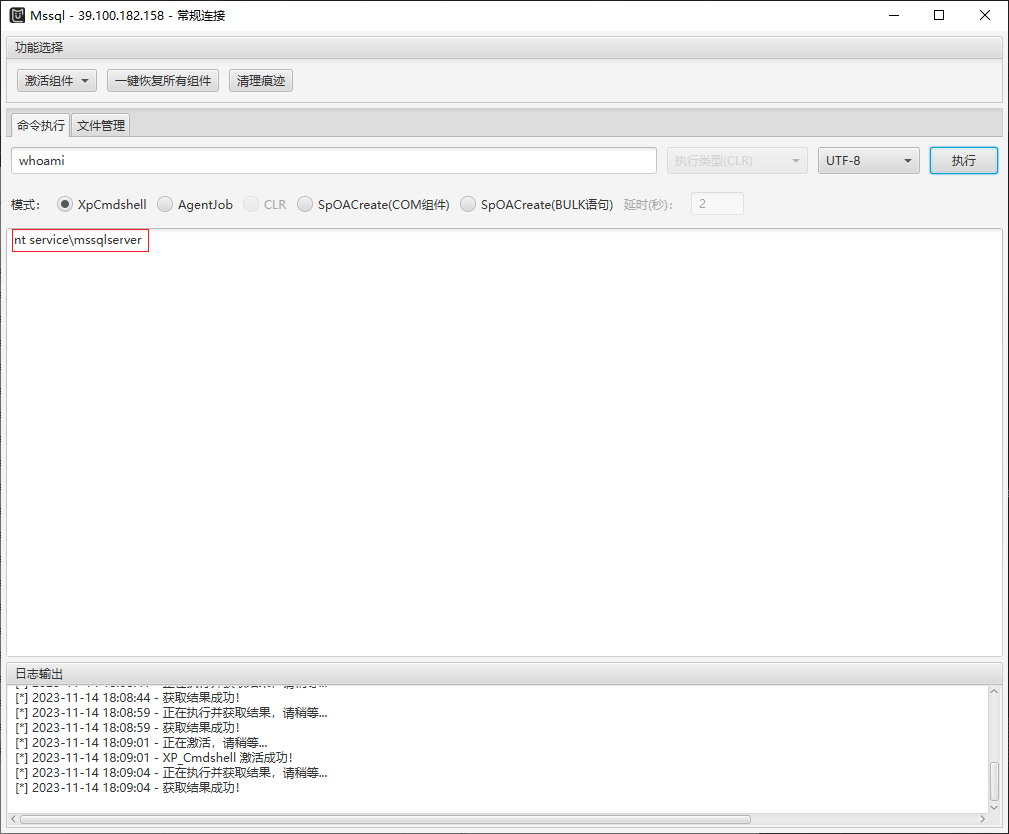 Mssql - 39.100.182.158 - 常规连接
功能选择
激活组件 一键恢复所有组件 清理痕迹
命令执行 文件管理
whoami 执行类型(CLR) UTF-8 执行
模式： XpCmdshell AgentJob CLR SpOACreate(COM组件) SpOACreate(BULK语句) 延时(秒)： 2
nt service\mssqlserver
日志输出
[*] 2023-11-14 18:08:44 - 获取结果成功！
[*] 2023-11-14 18:08:59 - 正在执行并获取结果，请稍等...
[*] 2023-11-14 18:08:59 - 获取结果成功！
[*] 2023-11-14 18:09:01 - 正在激活，请稍等...
[*] 2023-11-14 18:09:01 - XP_Cmdshell 激活成功！
[*] 2023-11-14 18:09:04 - 正在执行并获取结果，请稍等...
[*] 2023-11-14 18:09:04 - 获取结果成功！